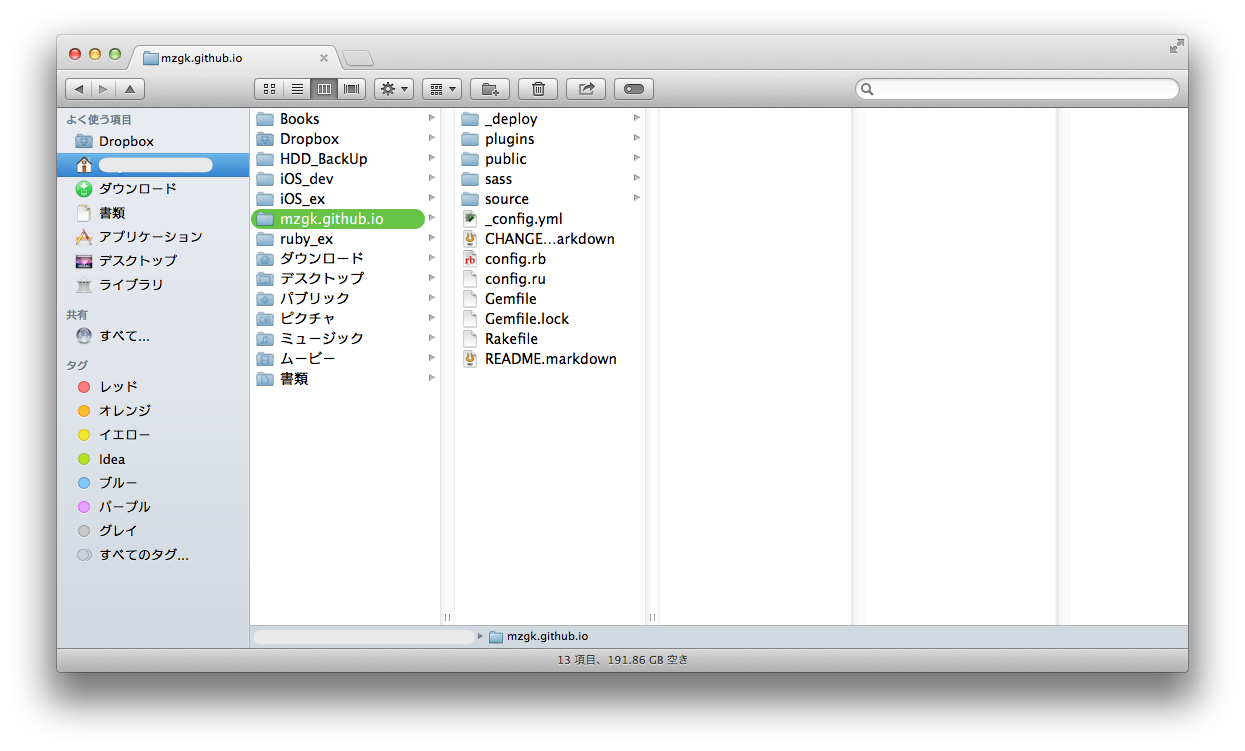 mzgk.github.io
よく使う項目
Dropbox
ダウンロード
書類
アプリケーション
デスクトップ
ライブラリ
共有
すべて...
タグ
レッド
オレンジ
イエロー
Idea
ブルー
パープル
グレイ
すべてのタグ...
Books
Dropbox
HDD_BackUp
iOS_dev
iOS_ex
mzgk.github.io
ruby_ex
ダウンロード
デスクトップ
パブリック
ピクチャ
ミュージック
ムービー
書類
_deploy
plugins
public
sass
source
_config.yml
CHANGE...arkdown
config.rb
config.ru
Gemfile
Gemfile.lock
Rakefile
README.markdown
mzgk.github.io
13 項目、191.86 GB 空き